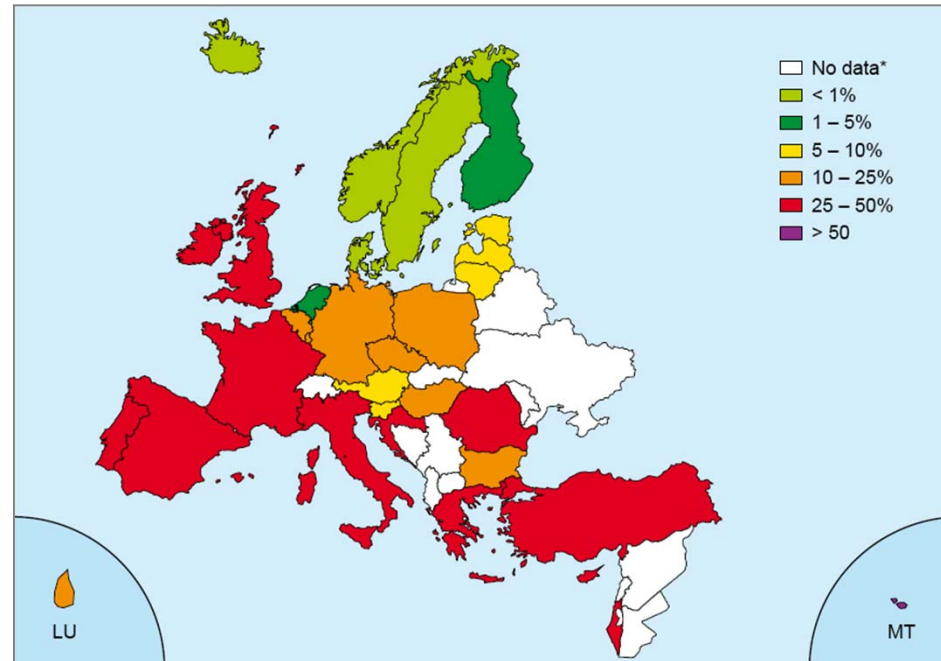 No data*
< 1%
1 – 5%
5 – 10%
10 – 25%
25 – 50%
> 50
LU
MT